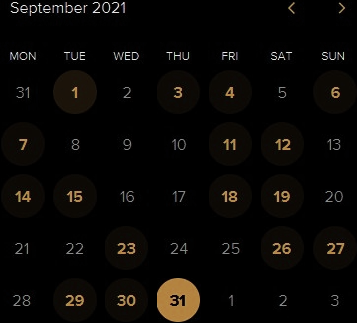 September 2021
MON TUE WED THU FRI SAT SUN
31 1 2 3 4 5 6
7 8 9 10 11 12 13
14 15 16 17 18 19 20
21 22 23 24 25 26 27
28 29 30 31 1 2 3